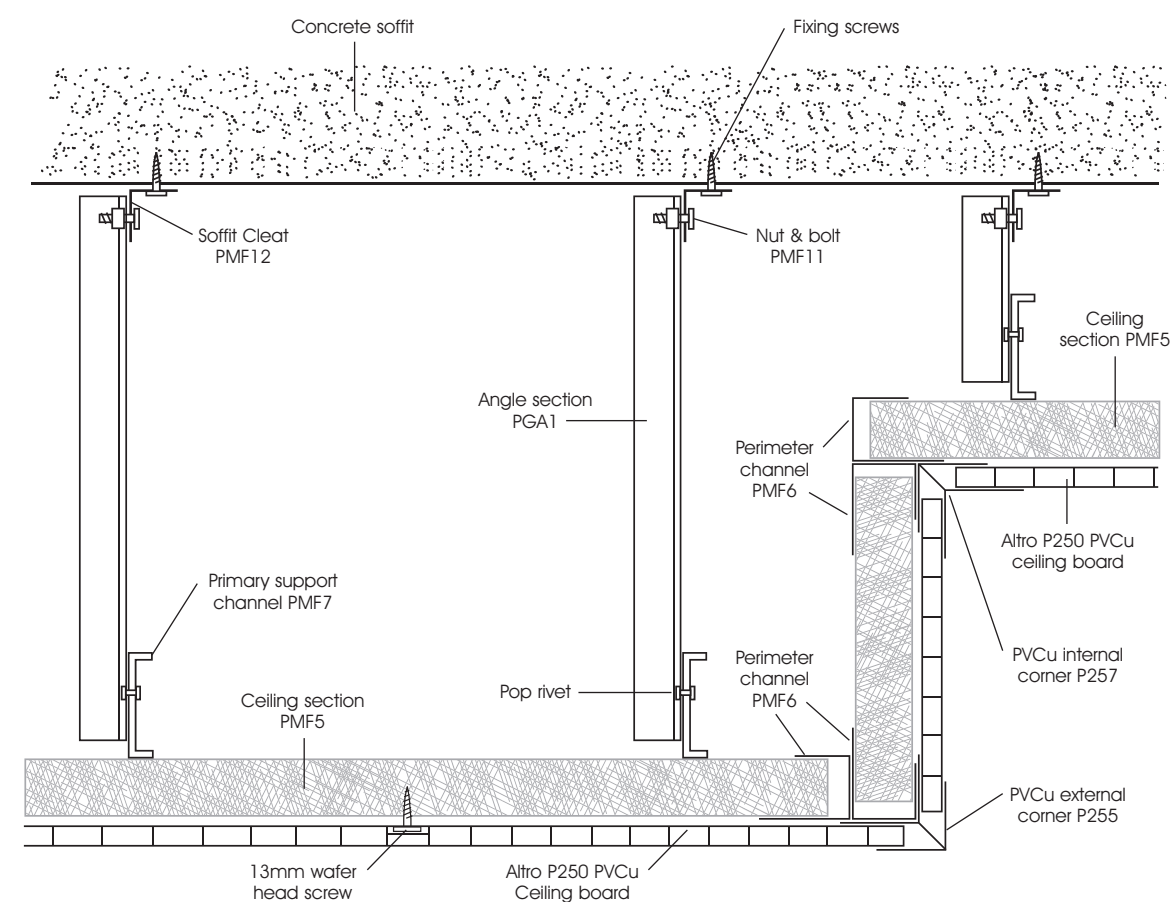 Concrete soffit
Fixing screws
Soffit Cleat
PMF12
Nut & bolt
PMF11
Ceiling
section PMF5
Angle section
PGA1
Perimeter
channel
PMF6
Altro P250 PVCu
ceiling board
Primary support
channel PMF7
PVCu internal
corner P257
Perimeter
channel
PMF6
Pop rivet
Ceiling section
PMF5
PVCu external
corner P255
13mm wafer
head screw
Altro P250 PVCu
Ceiling board